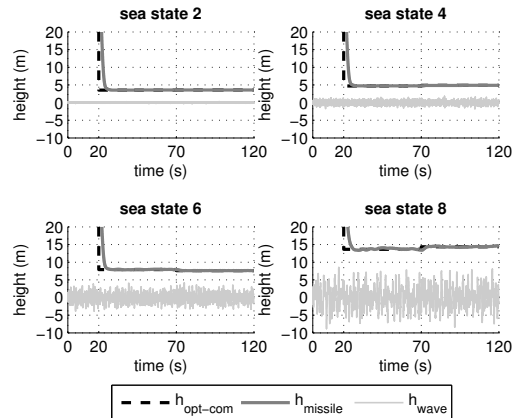 sea state 2
sea state 4
height (m)
20
15
10
5
0
−5
−10
0 20 70 120
time (s)
height (m)
20
15
10
5
0
−5
−10
0 20 70 120
time (s)
sea state 6
sea state 8
height (m)
20
15
10
5
0
−5
−10
0 20 70 120
time (s)
height (m)
20
15
10
5
0
−5
−10
0 20 70 120
time (s)
h_opt−com h_missile h_wave